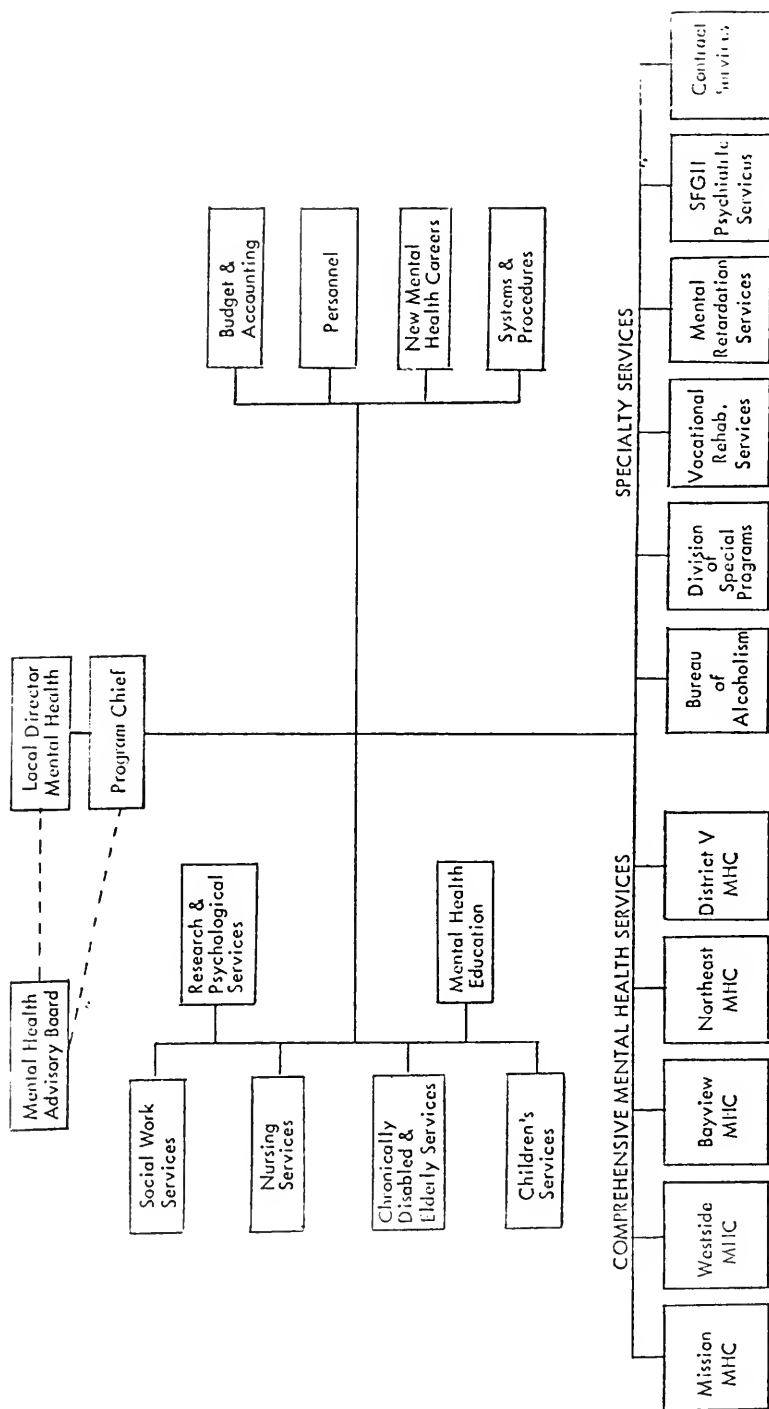 Mental Health
Advisory Board
Local Director
Mental Health
Program Chief
Research &
Psychological
Services
Social Work
Services
Nursing
Services
Chronically
Disabled &
Elderly Services
Mental Health
Education
Children's
Services
Budget &
Accounting
Personnel
New Mental
Health Careers
Systems &
Procedures
COMPREHENSIVE MENTAL HEALTH SERVICES
Mission
MHC
Westside
MHC
Bayview
MHC
Northeast
MHC
District V
MHC
SPECIALTY SERVICES
Bureau
of
Alcoholism
Division
of
Special
Programs
Vocational
Rehab.
Services
Mental
Retardation
Services
SFGH
Psychiatric
Services
Contract
Services